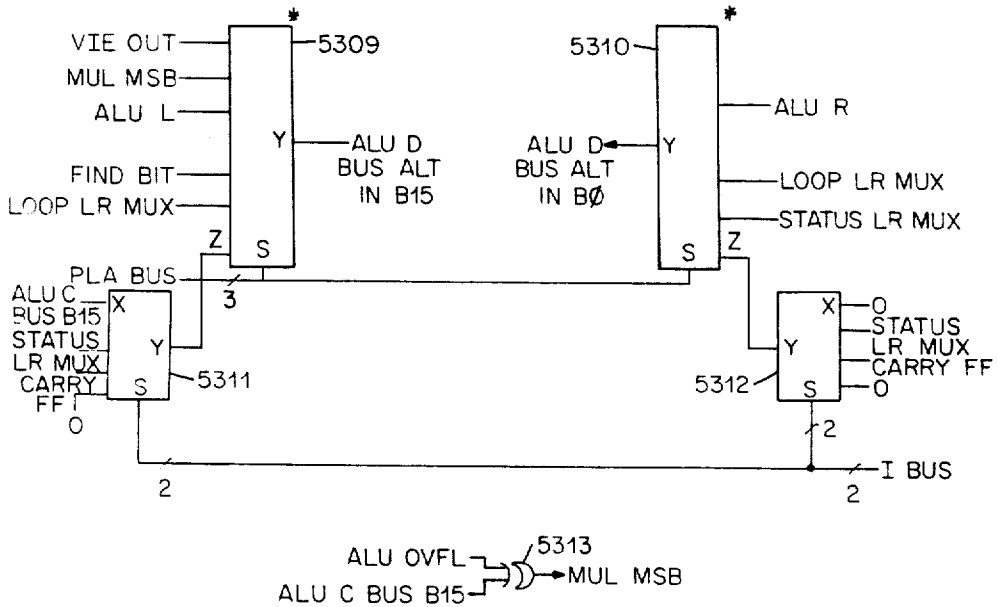 *
*
VIE OUT
5309
5310
MUL MSB
ALU L
ALU R
Y
ALU D
BUS ALT
IN B15
ALU D
BUS ALT
IN BØ
Y
FIND BIT
LOOP LR MUX
LOOP LR MUX
STATUS LR MUX
Z
S
S
Z
PLA BUS
3
ALU C
BUS B15
STATUS
LR MUX
CARRY
FF
0
X
Y
S
5311
X
Y
S
5312
0
STATUS
LR MUX
CARRY FF
0
2
2
2
I BUS
ALU OVFL
5313
ALU C BUS B15
MUL MSB